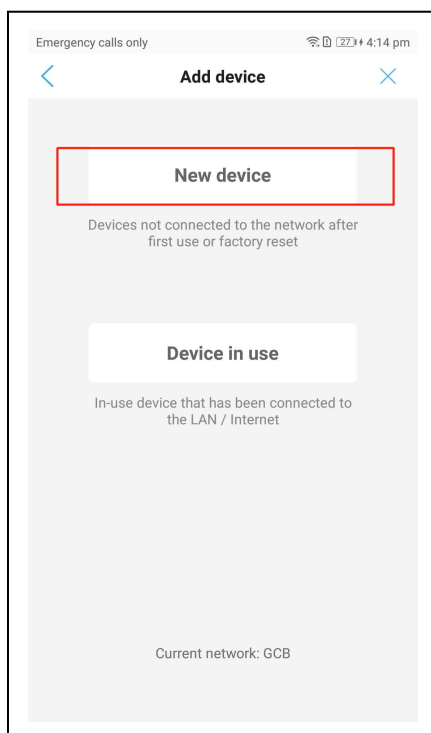 Emergency calls only 27 4:14 pm
Add device
New device
Devices not connected to the network after
first use or factory reset
Device in use
In-use device that has been connected to
the LAN / Internet
Current network: GCB